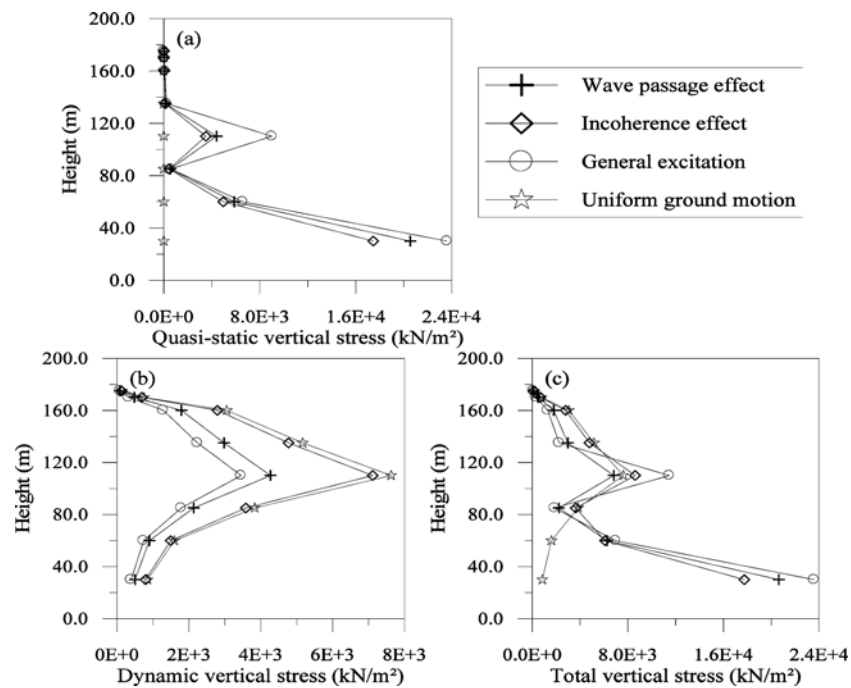 200.0
(a)
160.0
120.0
80.0
40.0
0.0
Height (m)
0.0E+0 8.0E+3 1.6E+4 2.4E+4
Quasi-static vertical stress (kN/m²)
Wave passage effect
Incoherence effect
General excitation
Uniform ground motion
200.0
(b)
160.0
120.0
80.0
40.0
0.0
Height (m)
0E+0 2E+3 4E+3 6E+3 8E+3
Dynamic vertical stress (kN/m²)
200.0
(c)
160.0
120.0
80.0
40.0
0.0
Height (m)
0.0E+0 8.0E+3 1.6E+4 2.4E+4
Total vertical stress (kN/m²)